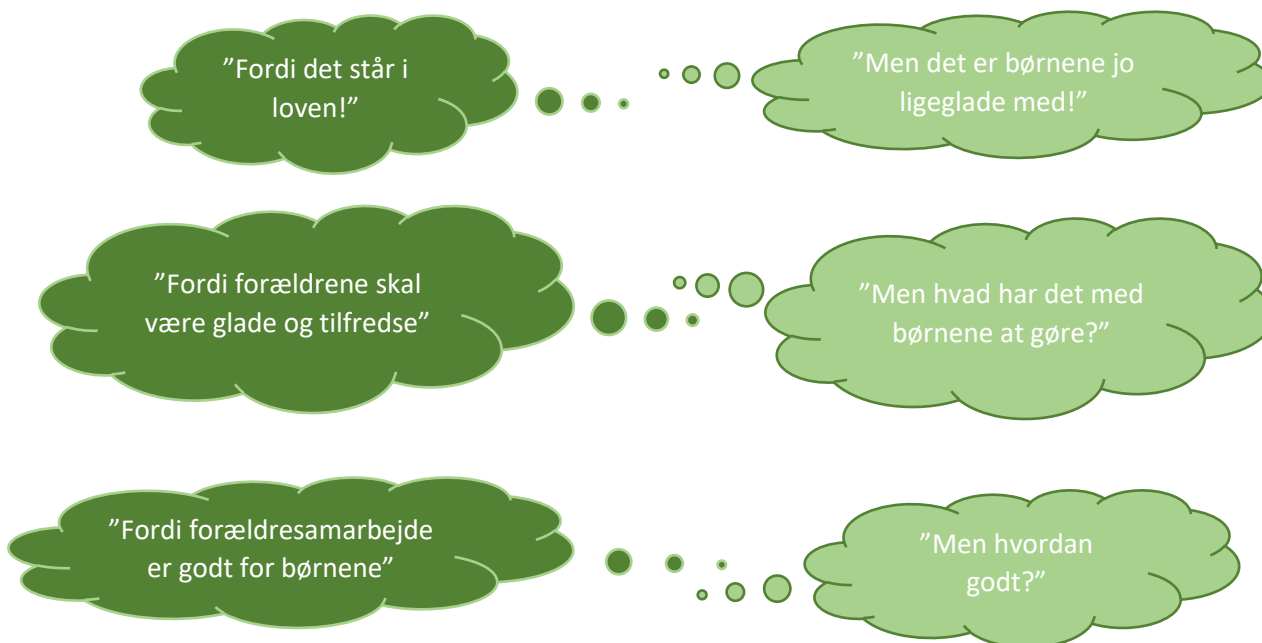 ”Fordi det står i
loven!”
”Men det er børnene jo
ligeglade med!”
”Fordi forældrene skal
være glade og tilfredse”
”Men hvad har det med
børnene at gøre?”
”Fordi forældresamarbejde
er godt for børnene”
”Men hvordan
godt?”